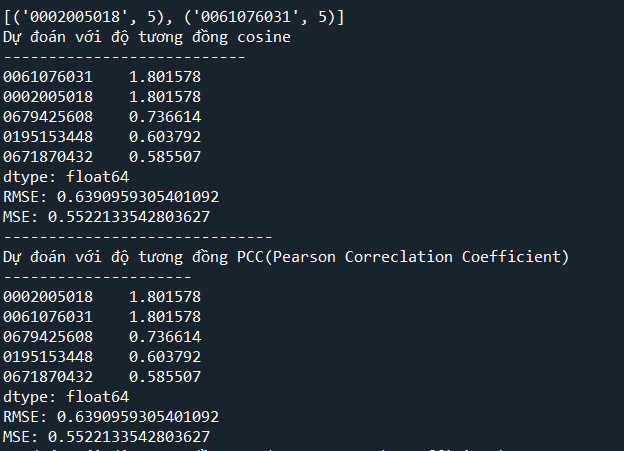 [('0002005018', 5), ('0061076031', 5)]
Dự đoán với độ tương đồng cosine
---------------------------
0061076031    1.801578
0002005018    1.801578
0679425608    0.736614
0195153448    0.603792
0671870432    0.585507
dtype: float64
RMSE: 0.6390959305401092
MSE: 0.5522133542803627
------------------------------
Dự đoán với độ tương đồng PCC(Pearson Correclation Coefficient)
---------------------
0002005018    1.801578
0061076031    1.801578
0679425608    0.736614
0195153448    0.603792
0671870432    0.585507
dtype: float64
RMSE: 0.6390959305401092
MSE: 0.5522133542803627